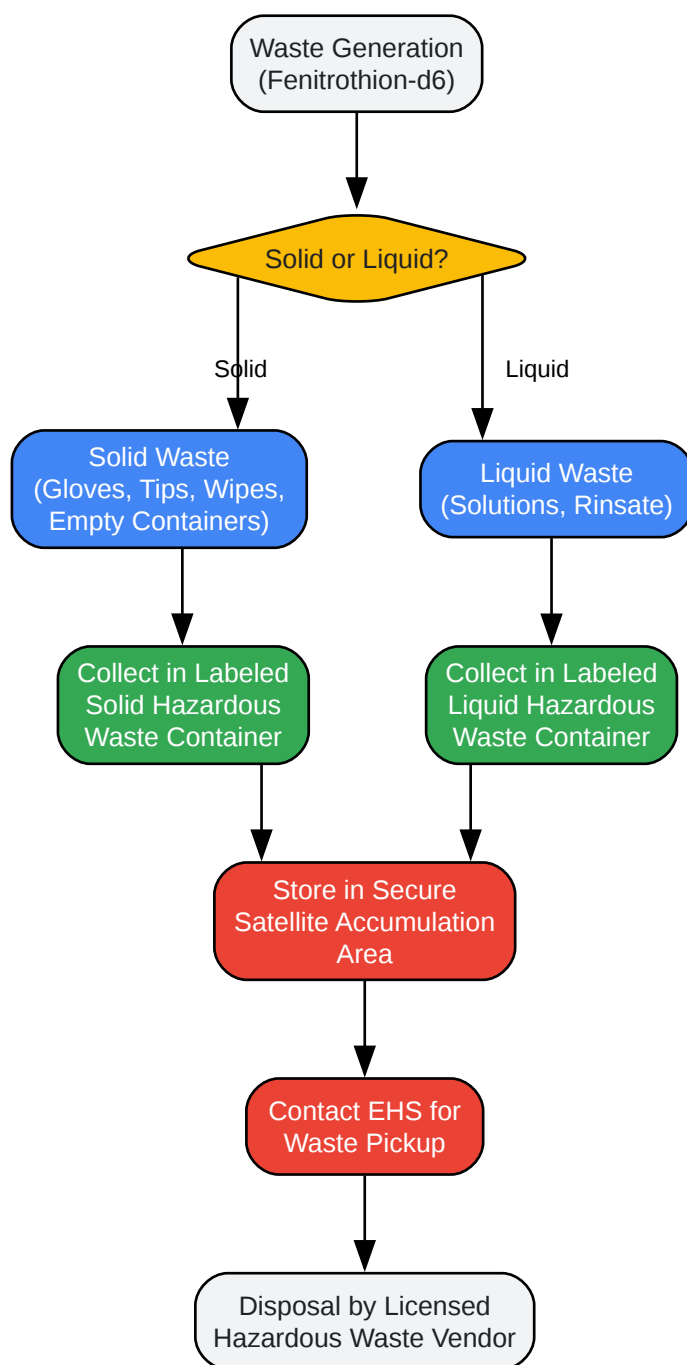 Waste Generation
(Fenitrothion-d6)
Solid or Liquid?
Solid
Liquid
Solid Waste
(Gloves, Tips, Wipes,
Empty Containers)
Liquid Waste
(Solutions, Rinsate)
Collect in Labeled
Solid Hazardous
Waste Container
Collect in Labeled
Liquid Hazardous
Waste Container
Store in Secure
Satellite Accumulation
Area
Contact EHS for
Waste Pickup
Disposal by Licensed
Hazardous Waste Vendor